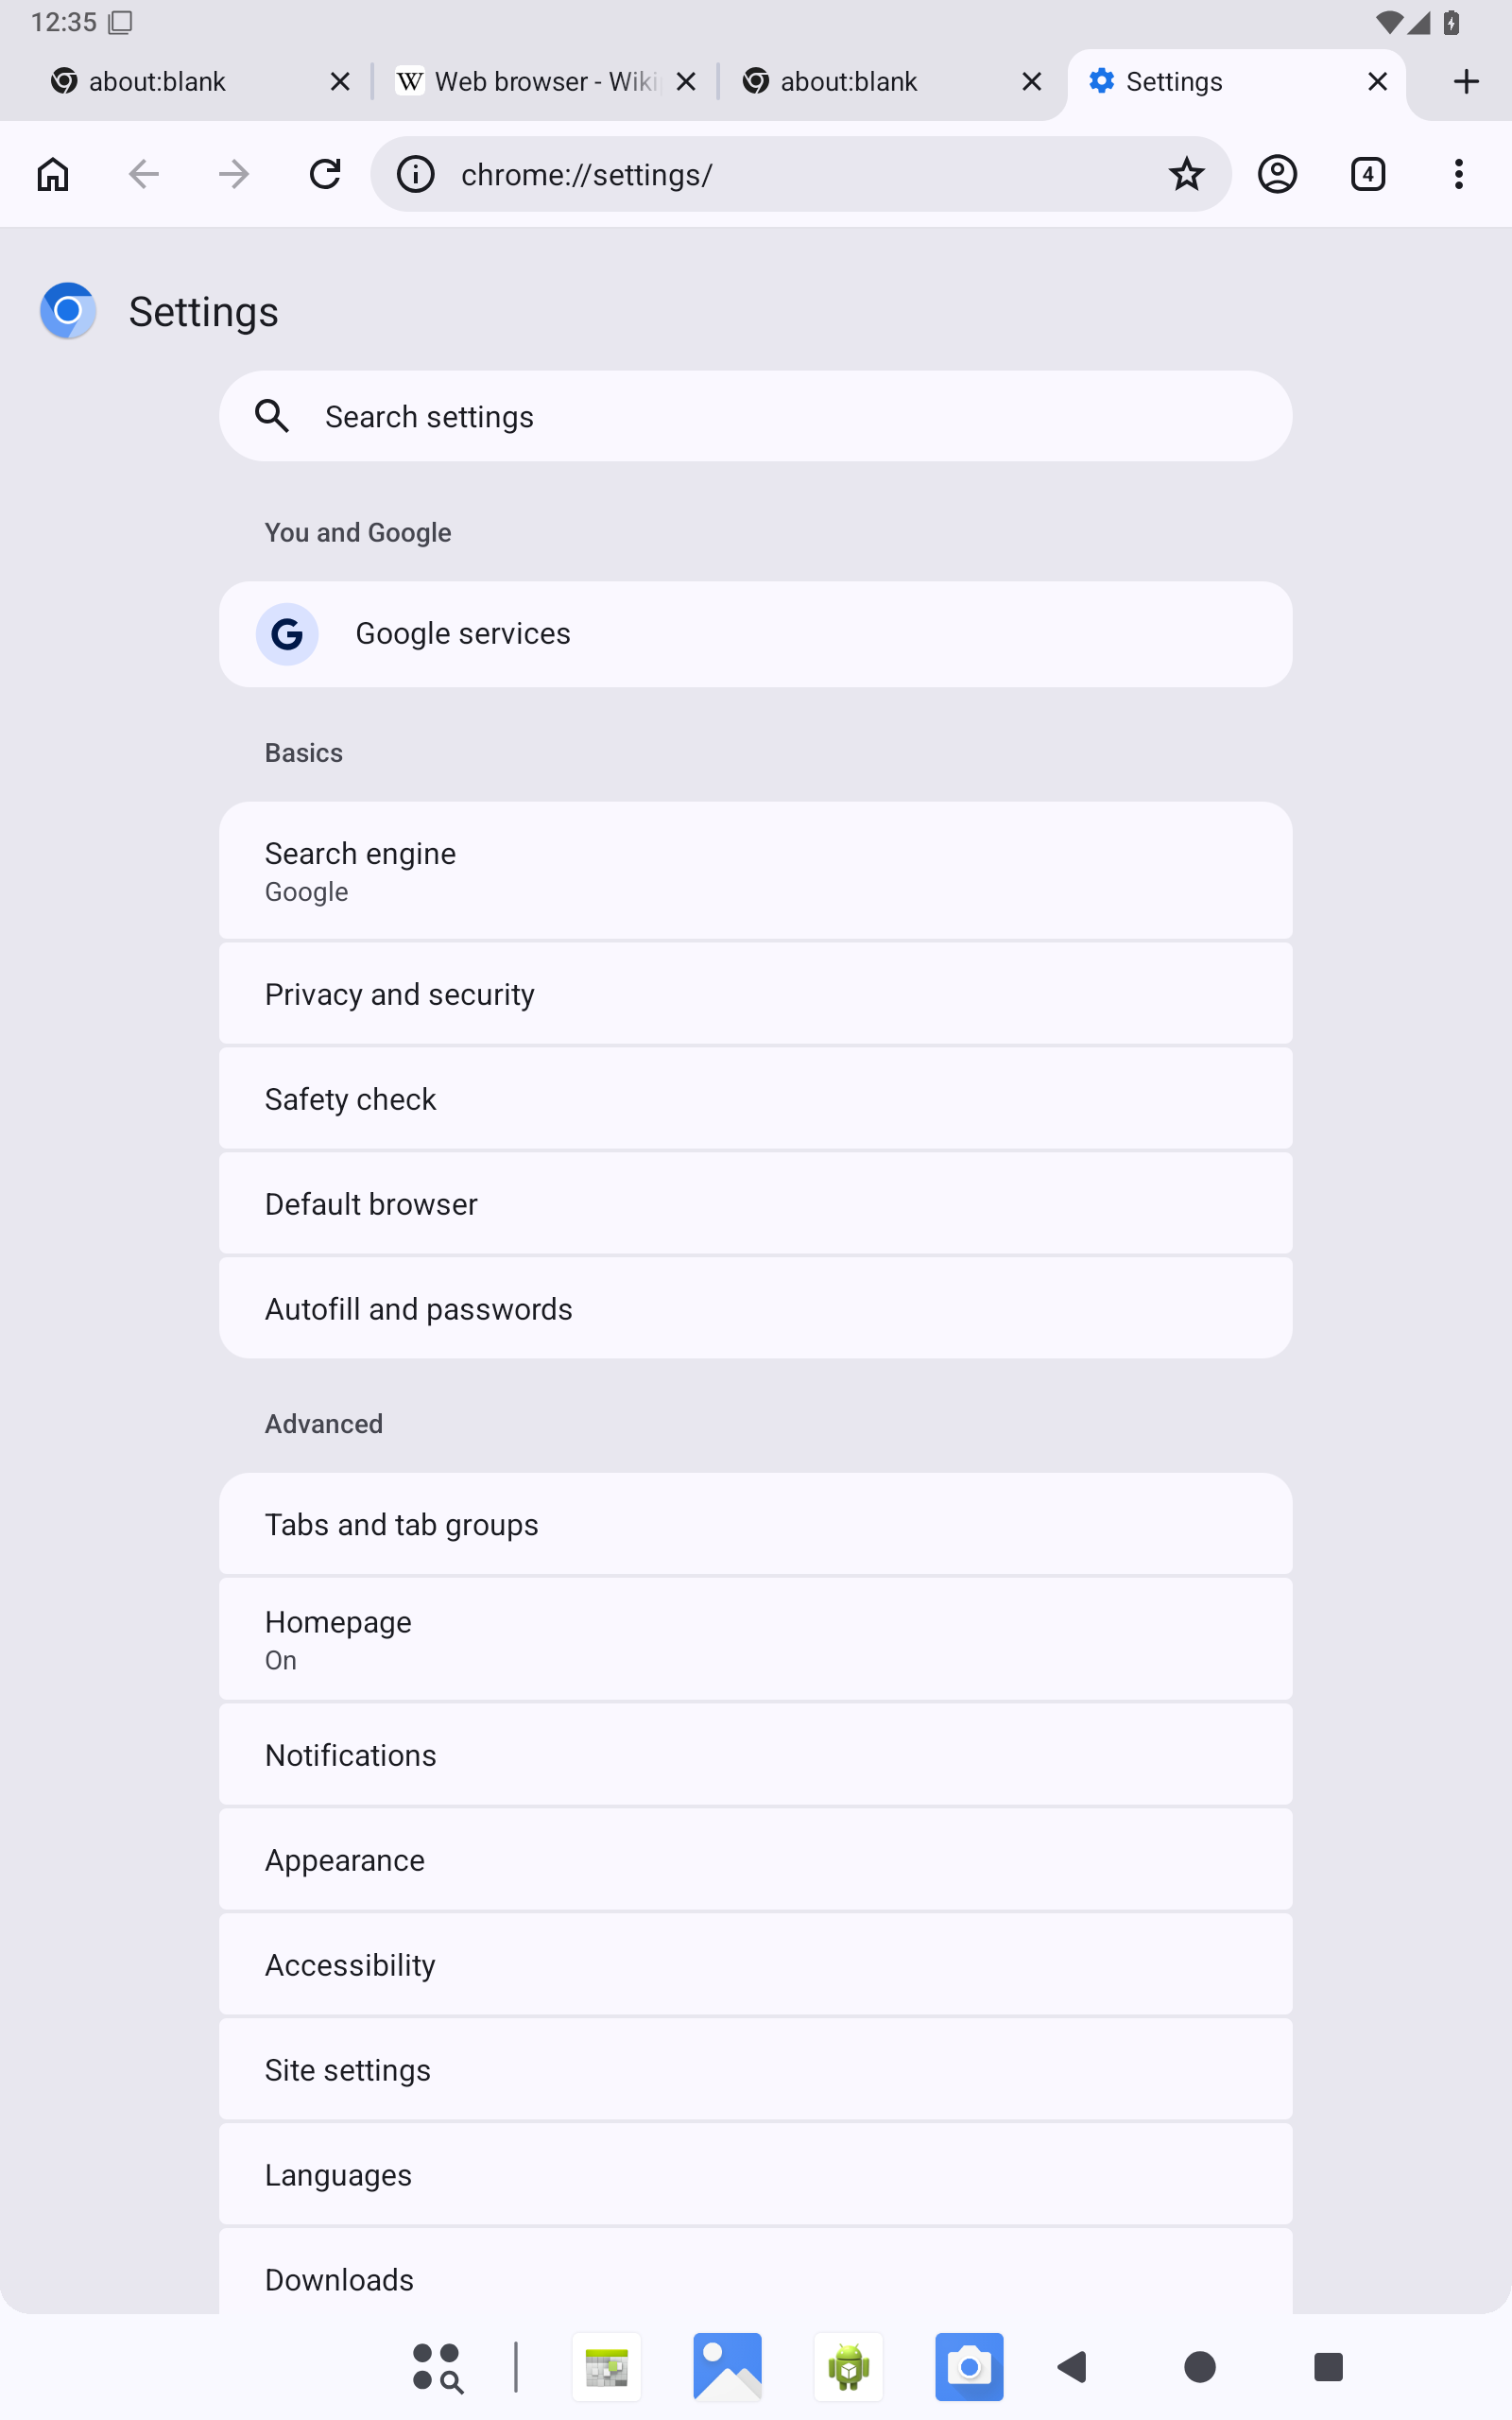 12:35
about:blank
Web browser - Wiki
about:blank
Settings
chrome://settings/
4
Settings
Search settings
You and Google
G
Google services
Basics
Search engine
Google
Privacy and security
Safety check
Default browser
Autofill and passwords
Advanced
Tabs and tab groups
Homepage
On
Notifications
Appearance
Accessibility
Site settings
Languages
Downloads